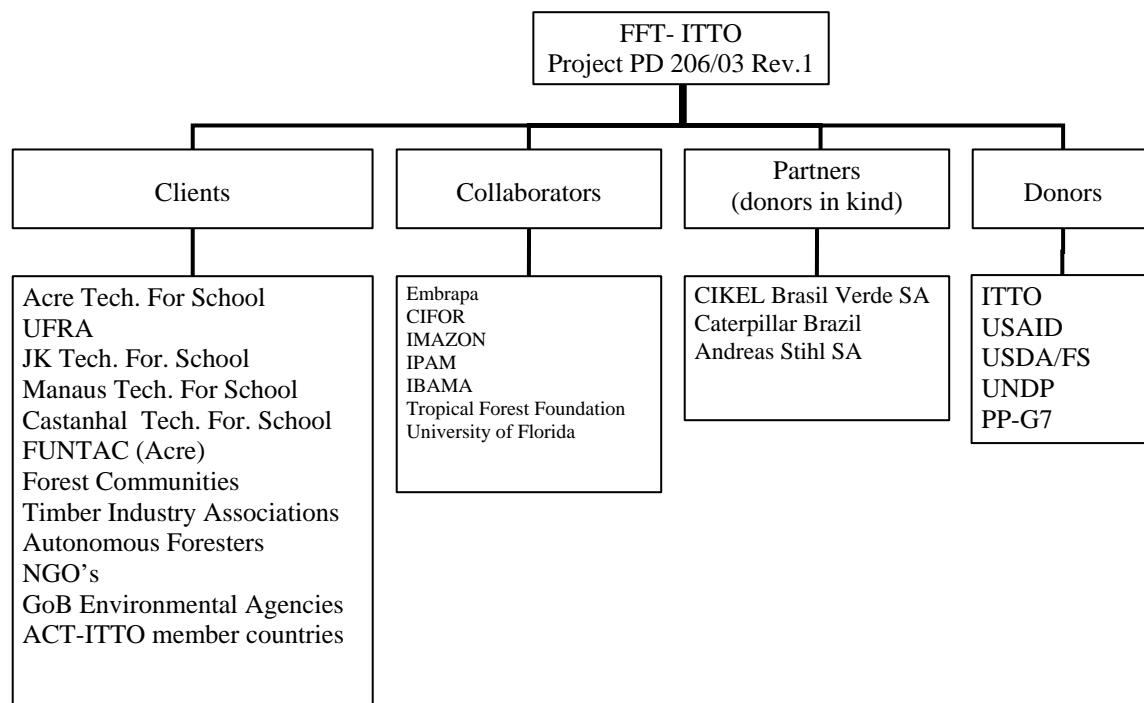 FFT- ITTO
Project PD 206/03 Rev.1
Clients
Collaborators
Partners
(donors in kind)
Donors
Acre Tech. For School
UFRA
JK Tech. For. School
Manaus Tech. For School
Castanhal  Tech. For. School
FUNTAC (Acre)
Forest Communities
Timber Industry Associations
Autonomous Foresters
NGO’s
GoB Environmental Agencies
ACT-ITTO member countries
Embrapa
CIFOR
IMAZON
IPAM
IBAMA
Tropical Forest Foundation
University of Florida
CIKEL Brasil Verde SA
Caterpillar Brazil
Andreas Stihl SA
ITTO
USAID
USDA/FS
UNDP
PP-G7